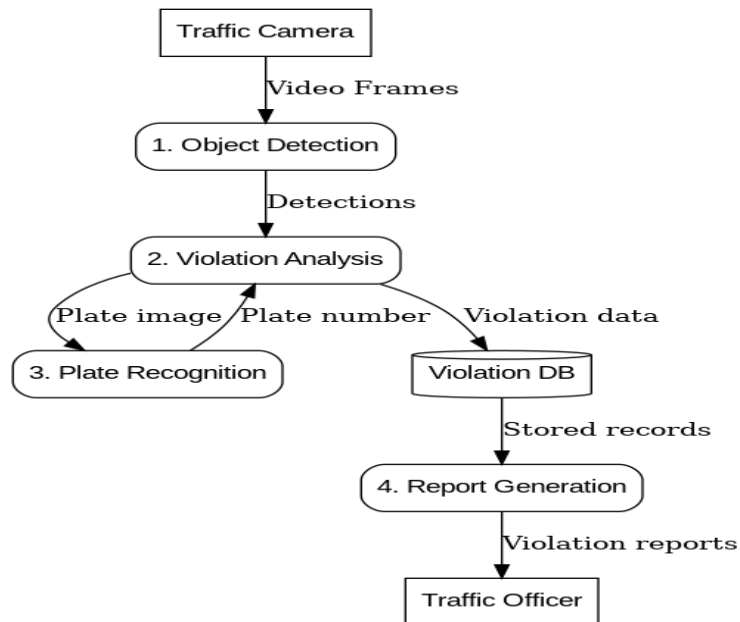 Traffic Camera
Video Frames
1. Object Detection
Detections
2. Violation Analysis
Plate image
Plate number
Violation data
3. Plate Recognition
Violation DB
Stored records
4. Report Generation
Violation reports
Traffic Officer